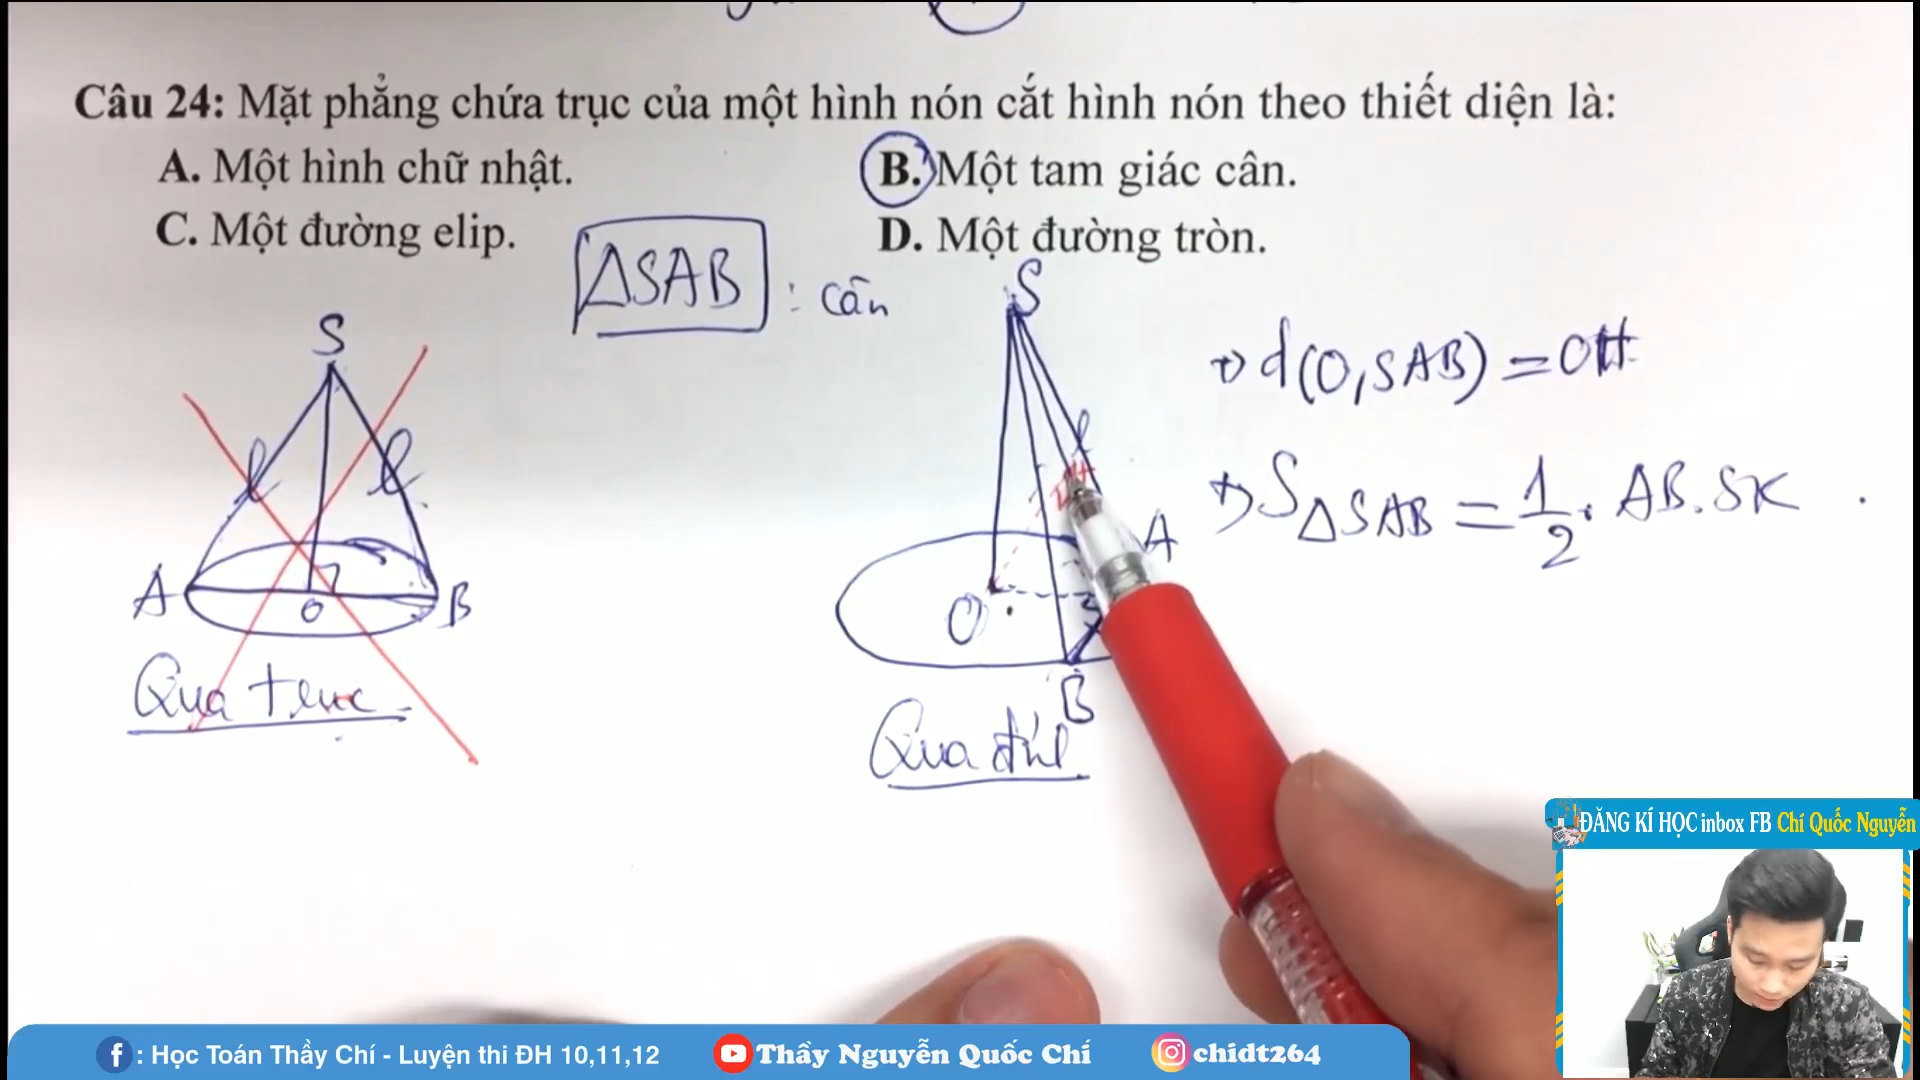 Câu 24: Mặt phẳng chứa trục của một hình nón cắt hình nón theo thiết diện là:
A. Một hình chữ nhật.
B. Một tam giác cân.
C. Một đường elip.
D. Một đường tròn.
ΔSAB : cân
S
l l
A O B
Qua trục
S
l
H
A
O
B
Qua đỉnh
+) d(O,SAB) = OH
+) SΔSAB = 1/2 . AB. SK
ĐĂNG KÍ HỌC inbox FB Chí Quốc Nguyễn
: Học Toán Thầy Chí - Luyện thi ĐH 10,11,12
Thầy Nguyễn Quốc Chí
chidt264